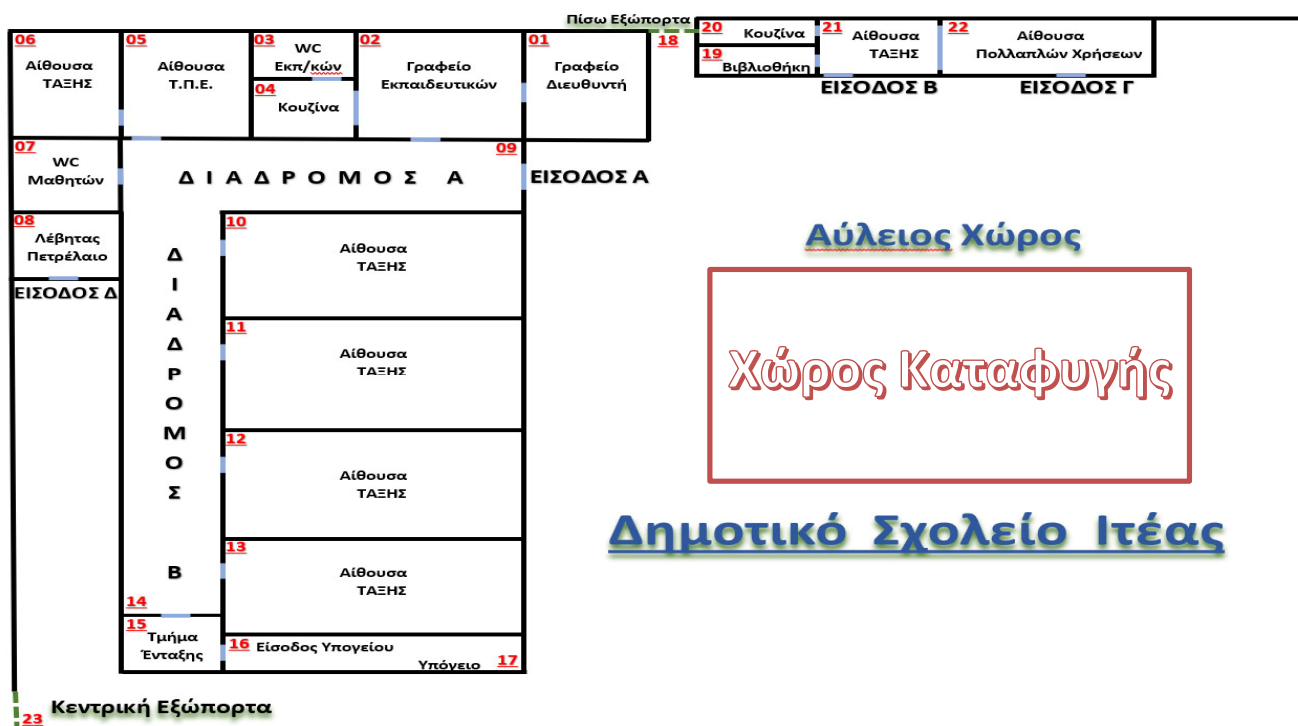 Πίσω Εξώπορτα
18
06
Αίθουσα
ΤΑΞΗΣ
05
Αίθουσα
Τ.Π.Ε.
03
WC
Εκπ/κών
04
Κουζίνα
02
Γραφείο
Εκπαιδευτικών
01
Γραφείο
Διευθυντή
20
Κουζίνα
19
Βιβλιοθήκη
21
Αίθουσα
ΤΑΞΗΣ
22
Αίθουσα
Πολλαπλών Χρήσεων
ΕΙΣΟΔΟΣ Β
ΕΙΣΟΔΟΣ Γ
07
WC
Μαθητών
09
ΔΙΑΔΡΟΜΟΣ Α
ΕΙΣΟΔΟΣ Α
08
Λέβητας
Πετρέλαιο
ΕΙΣΟΔΟΣ Δ
ΔΙΑΔΡΟΜΟΣ Β
10
Αίθουσα
ΤΑΞΗΣ
11
Αίθουσα
ΤΑΞΗΣ
12
Αίθουσα
ΤΑΞΗΣ
13
Αίθουσα
ΤΑΞΗΣ
14
15
Τμήμα
Ένταξης
16
Είσοδος Υπογείου
Υπόγειο
17
23
Κεντρική Εξώπορτα
Αύλειος Χώρος
Χώρος Καταφυγής
Δημοτικό Σχολείο Ιτέας